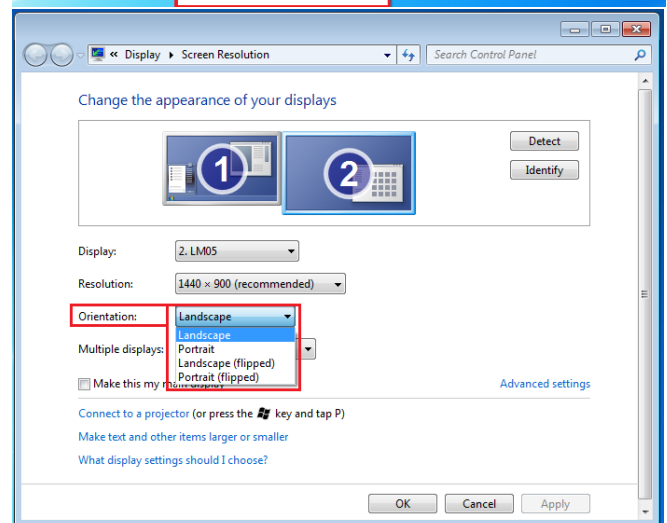 « Display ▸ Screen Resolution
Search Control Panel
Change the appearance of your displays
1
2
Detect
Identify
Display:
2. LM05
Resolution:
1440 × 900 (recommended)
Orientation:
Landscape
Landscape
Portrait
Landscape (flipped)
Portrait (flipped)
Multiple displays:
Make this my main display
Advanced settings
Connect to a projector (or press the key and tap P)
Make text and other items larger or smaller
What display settings should I choose?
OK
Cancel
Apply